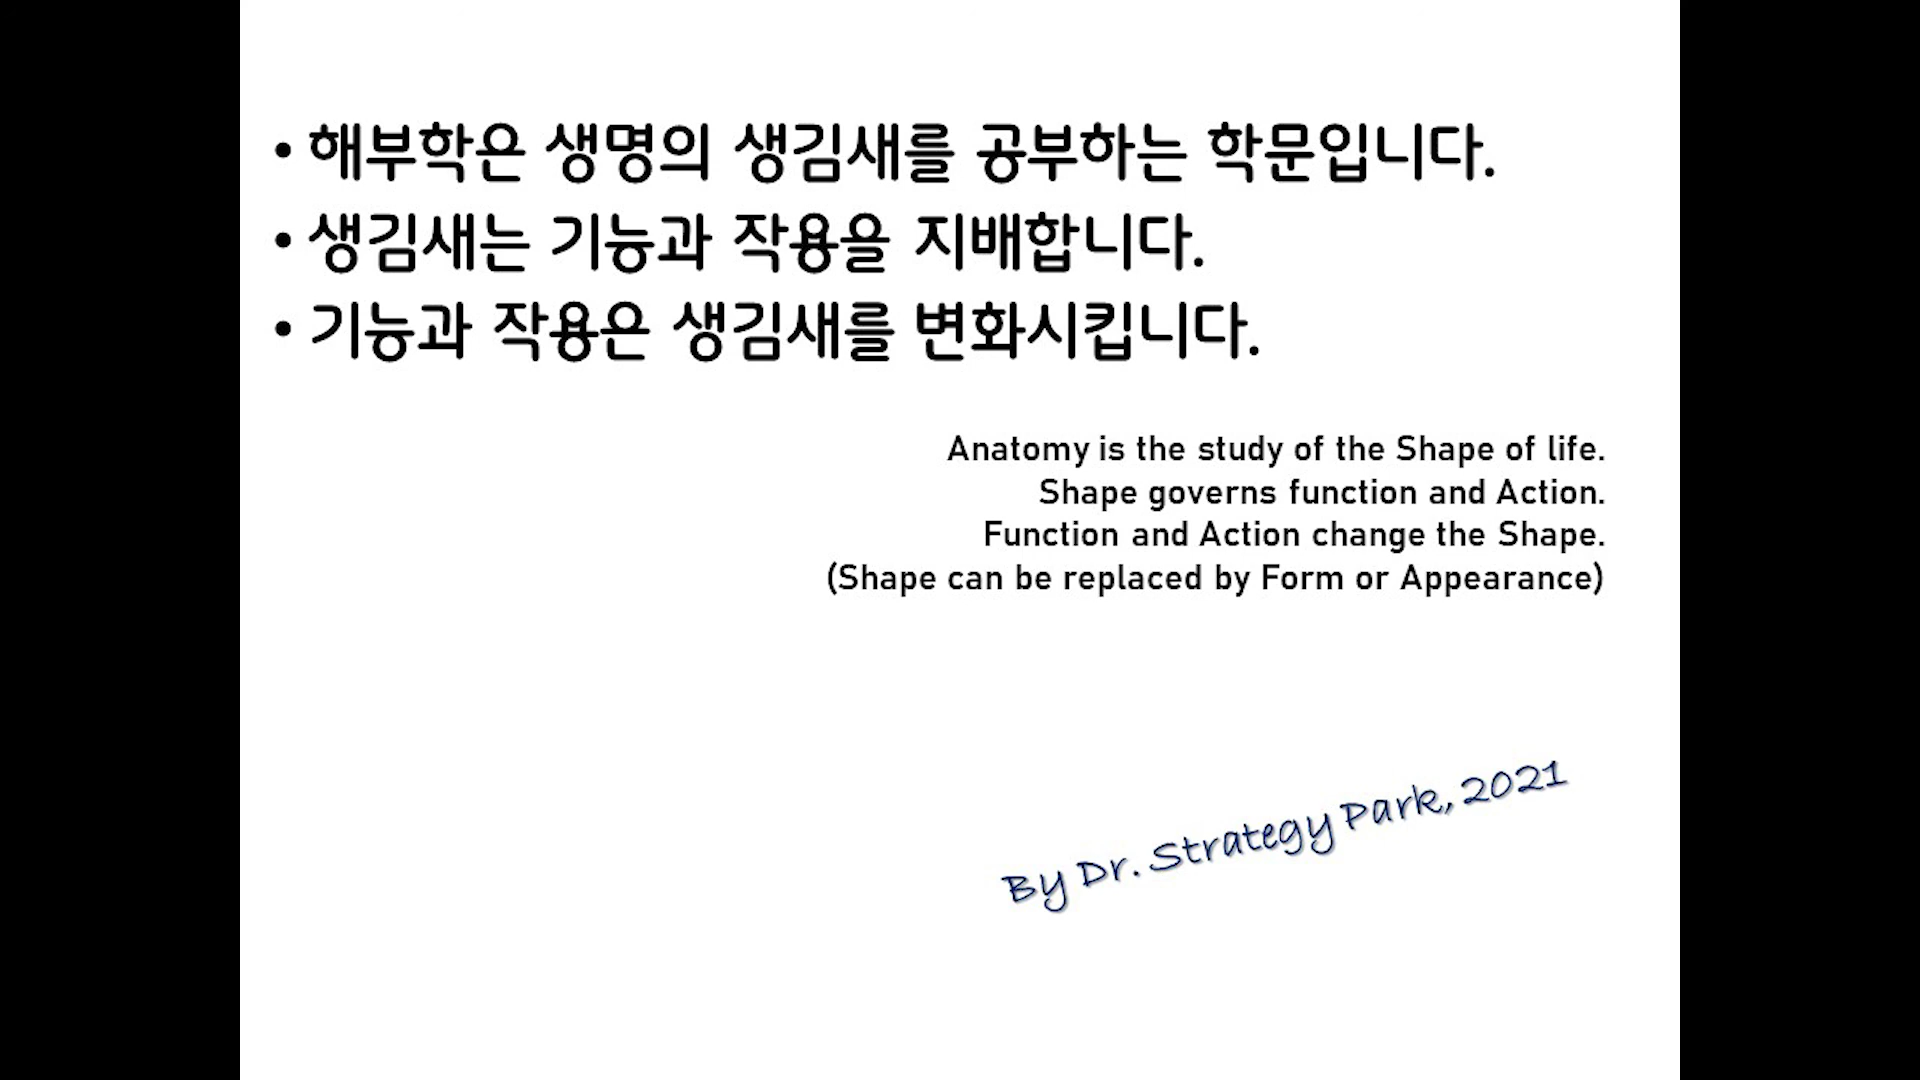 • 해부학은 생명의 생김새를 공부하는 학문입니다.
• 생김새는 기능과 작용을 지배합니다.
• 기능과 작용은 생김새를 변화시킵니다.
Anatomy is the study of the Shape of life.
Shape governs function and Action.
Function and Action change the Shape.
(Shape can be replaced by Form or Appearance)
By Dr. Strategy Park, 2021